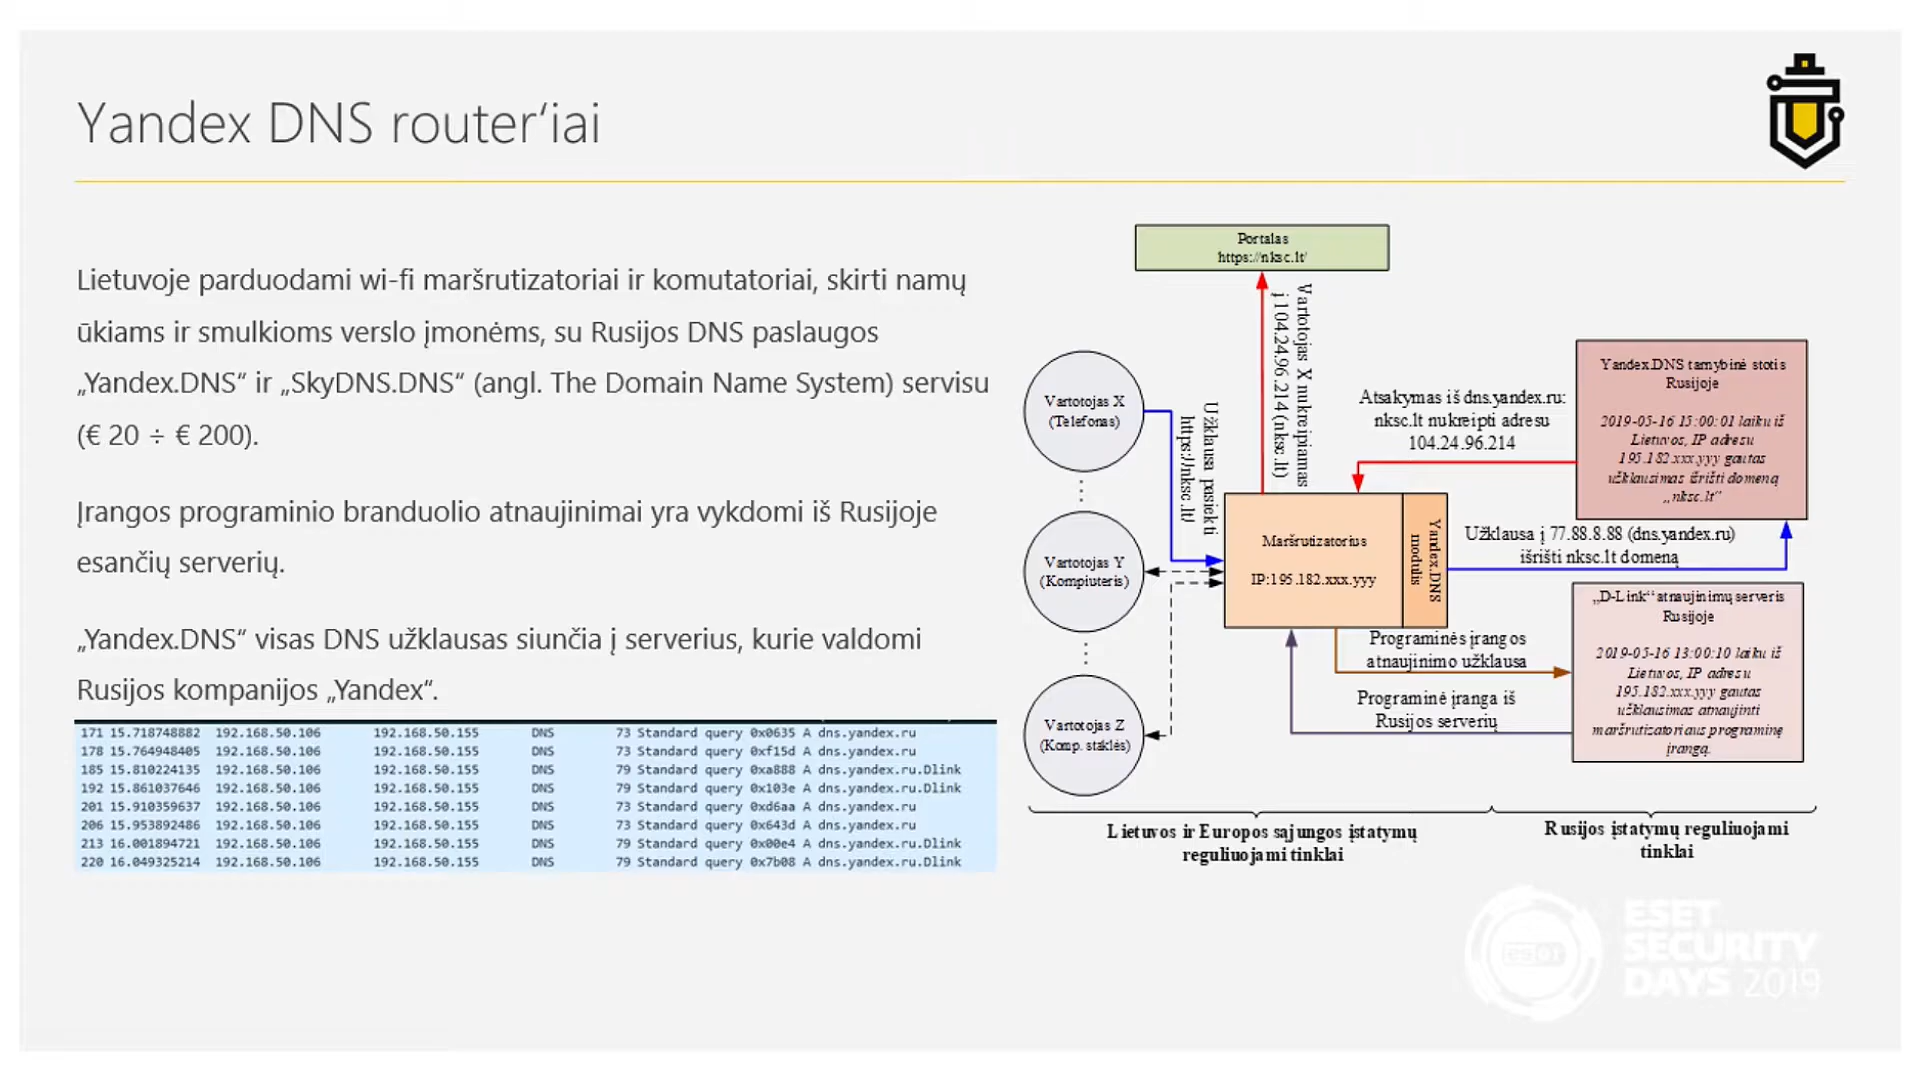 Yandex DNS router‘iai
Lietuvoje parduodami wi-fi maršrutizatoriai ir komutatoriai, skirti namų
ūkiams ir smulkioms verslo įmonėms, su Rusijos DNS paslaugos
„Yandex.DNS“ ir „SkyDNS.DNS“ (angl. The Domain Name System) servisu
(€ 20 ÷ € 200).
Įrangos programinio branduolio atnaujinimai yra vykdomi iš Rusijoje
esančių serverių.
„Yandex.DNS“ visas DNS užklausas siunčia į serverius, kurie valdomi
Rusijos kompanijos „Yandex“.
171 15.718748882 192.168.50.106 192.168.50.155 DNS 73 Standard query 0x0635 A dns.yandex.ru
178 15.764948405 192.168.50.106 192.168.50.155 DNS 73 Standard query 0xf15d A dns.yandex.ru
185 15.810224135 192.168.50.106 192.168.50.155 DNS 79 Standard query 0xa888 A dns.yandex.ru.Dlink
192 15.861037646 192.168.50.106 192.168.50.155 DNS 79 Standard query 0x103e A dns.yandex.ru.Dlink
201 15.910359637 192.168.50.106 192.168.50.155 DNS 73 Standard query 0xd6aa A dns.yandex.ru
206 15.953892486 192.168.50.106 192.168.50.155 DNS 73 Standard query 0x643d A dns.yandex.ru
213 16.001894721 192.168.50.106 192.168.50.155 DNS 79 Standard query 0x00e4 A dns.yandex.ru.Dlink
220 16.049325214 192.168.50.106 192.168.50.155 DNS 79 Standard query 0x7b08 A dns.yandex.ru.Dlink
Portalas
https://nksc.lt/
Vartotojas X nukreipiamas
į 104.24.96.214 (nksc.lt)
Vartotojas X
(Telefonas)
Užklausa pasiekti
https://nksc.lt/
Vartotojas Y
(Kompiuteris)
Vartotojas Z
(Komp. staklės)
Maršrutizatorius
IP:195.182.xxx.yyy
Yandex.DNS
modulis
Atsakymas iš dns.yandex.ru:
nksc.lt nukreipti adresu
104.24.96.214
Yandex.DNS tarnybinė stotis
Rusijoje
2019-05-16 15:00:01 laiku iš
Lietuvos, IP adresu
195.182.xxx.yyy gautas
užklausimas išrišti domeną
„nksc.lt“
Užklausa į 77.88.8.88 (dns.yandex.ru)
išrišti nksc.lt domeną
Programinės įrangos
atnaujinimo užklausa
Programinė įranga iš
Rusijos serverių
„D-Link“ atnaujinimų serveris
Rusijoje
2019-05-16 13:00:10 laiku iš
Lietuvos, IP adresu
195.182.xxx.yyy gautas
užklausimas atnaujinti
maršrutizatoriaus programinę
įrangą.
Lietuvos ir Europos sąjungos įstatymų
reguliuojami tinklai
Rusijos įstatymų reguliuojami
tinklai
eset
ESET
SECURITY
DAYS 2019